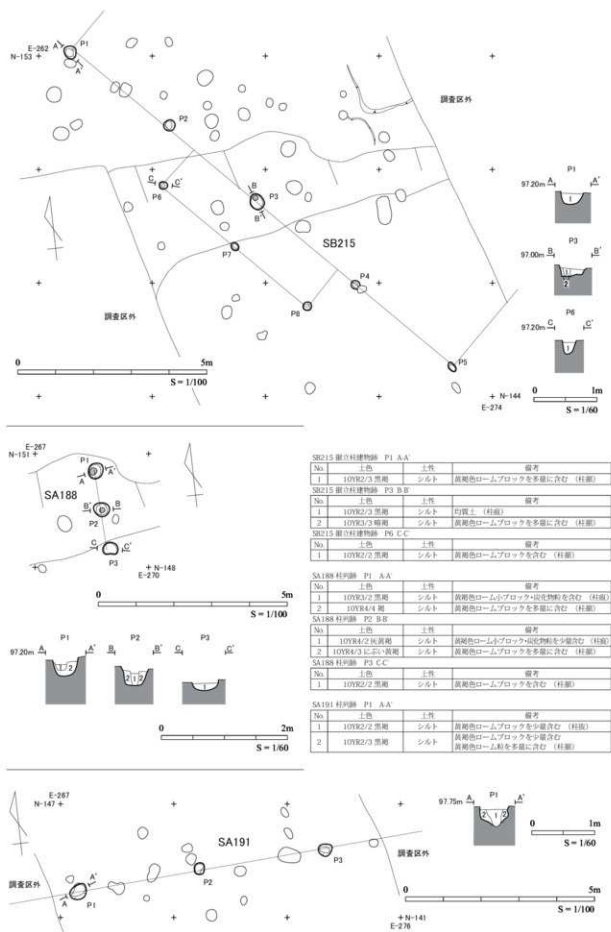 E-262
N-153
P1
A
A'
P2
調査区外
C
C'
P6
B
P3
B'
SB215
P7
P4
P8
P5
調査区外
0
5m
S = 1/100
N-144
E-274
P1
97.20m
A
A'
1
P3
97.00m
B
B'
1
2
P6
97.20m
C
C'
1
0
1m
S = 1/60
E-267
N-151
P1
A
A'
SA188
B'
B
P2
C
C'
P3
N-148
E-270
0
5m
S = 1/100
P1
P2
P3
97.20m
A
A'
B
B'
C
C'
1 2
2 1 2
1
0
2m
S = 1/60
SB215 掘立柱建物跡 P1 A-A'
No. 土色 土性 備考
1 10YR2/3 黒褐 シルト 黄褐色ロームブロックを多量に含む (柱掘)
SB215 掘立柱建物跡 P3 B-B'
No. 土色 土性 備考
1 10YR2/3 黒褐 シルト 均質土 (柱痕)
2 10YR3/3 暗褐 シルト 黄褐色ロームブロックを多量に含む (柱掘)
SB215 掘立柱建物跡 P6 C-C'
No. 土色 土性 備考
1 10YR2/2 黒褐 シルト 黄褐色ロームブロックを含む (柱掘)
SA188 柱列跡 P1 A-A'
No. 土色 土性 備考
1 10YR3/2 黒褐 シルト 黄褐色ローム小ブロック・炭化物粒を含む (柱痕)
2 10YR4/4 褐 シルト 黄褐色ロームブロックを多量に含む (柱掘)
SA188 柱列跡 P2 B-B'
No. 土色 土性 備考
1 10YR4/2 灰黄褐 シルト 黄褐色ローム小ブロック・炭化物粒を少量含む (柱痕)
2 10YR4/3 にぶい黄褐 シルト 黄褐色ロームブロックを多量に含む (柱掘)
SA188 柱列跡 P3 C-C'
No. 土色 土性 備考
1 10YR2/2 黒褐 シルト 黄褐色ロームブロックを含む (柱掘)
SA191 柱列跡 P1 A-A'
No. 土色 土性 備考
1 10YR2/2 黒褐 シルト 黄褐色ロームブロックを少量含む (柱抜)
2 10YR2/3 黒褐 シルト 黄褐色ロームブロックを少量含む
黄褐色ローム粒を多量に含む (柱掘)
E-267
N-147
SA191
調査区外
A
A'
P1
P2
P3
調査区外
N-141
E-276
P1
97.75m
A
A'
2 1 2
0
1m
S = 1/60
0
5m
S = 1/100